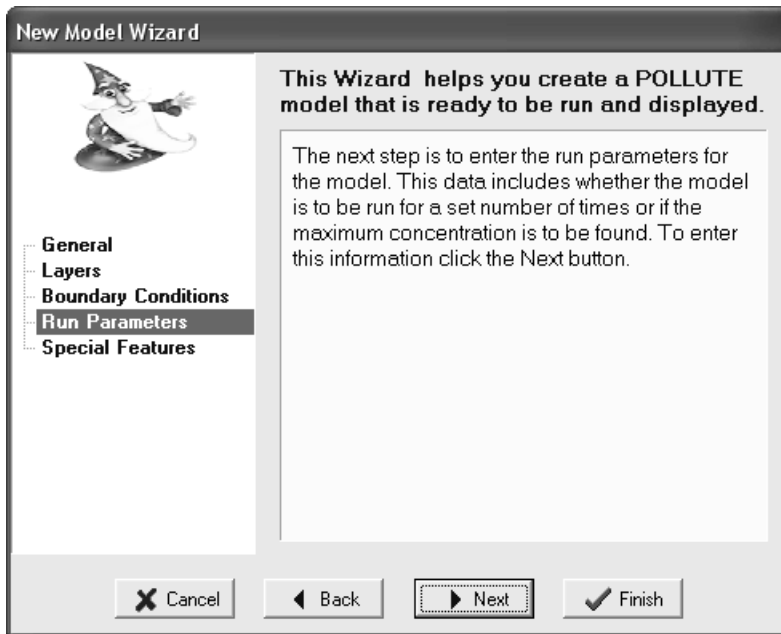 New Model Wizard
This Wizard helps you create a POLLUTE
model that is ready to be run and displayed.
The next step is to enter the run parameters for
the model. This data includes whether the model
is to be run for a set number of times or if the
maximum concentration is to be found. To enter
this information click the Next button.
General
Layers
Boundary Conditions
Run Parameters
Special Features
Cancel
Back
Next
Finish